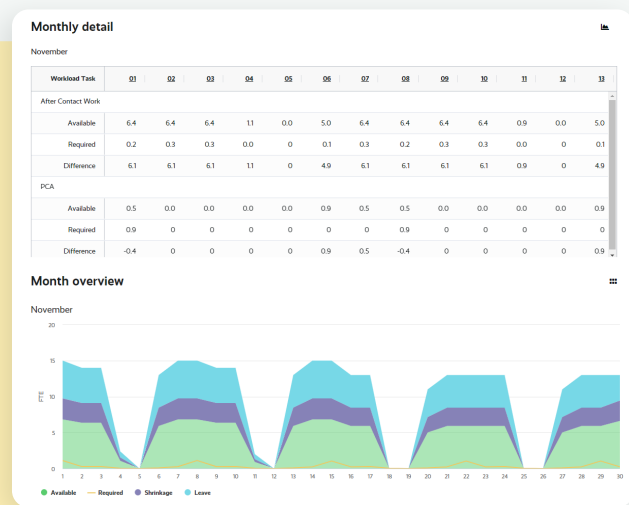 Monthly detail
November
Workload Task 01 02 03 04 05 06 07 08 09 10 11 12 13
After Contact Work
Available 6.4 6.4 6.4 1.1 0.0 5.0 6.4 6.4 6.4 6.4 0.9 0.0 5.0
Required 0.2 0.3 0.3 0.0 0 0.1 0.3 0.2 0.3 0.3 0.0 0 0.1
Difference 6.1 6.1 6.1 1.1 0 4.9 6.1 6.1 6.1 6.1 0.9 0 4.9
PCA
Available 0.5 0.0 0.0 0.0 0.0 0.9 0.5 0.5 0.0 0.0 0.0 0.0 0.9
Required 0.9 0 0 0 0 0 0 0.9 0 0 0 0 0
Difference -0.4 0 0 0 0 0.9 0.5 -0.4 0 0 0 0 0.9
Month overview
November
20
15
10
5
0
FTE
1 2 3 4 5 6 7 8 9 10 11 12 13 14 15 16 17 18 19 20 21 22 23 24 25 26 27 28 29 30
Available Required Shrinkage Leave